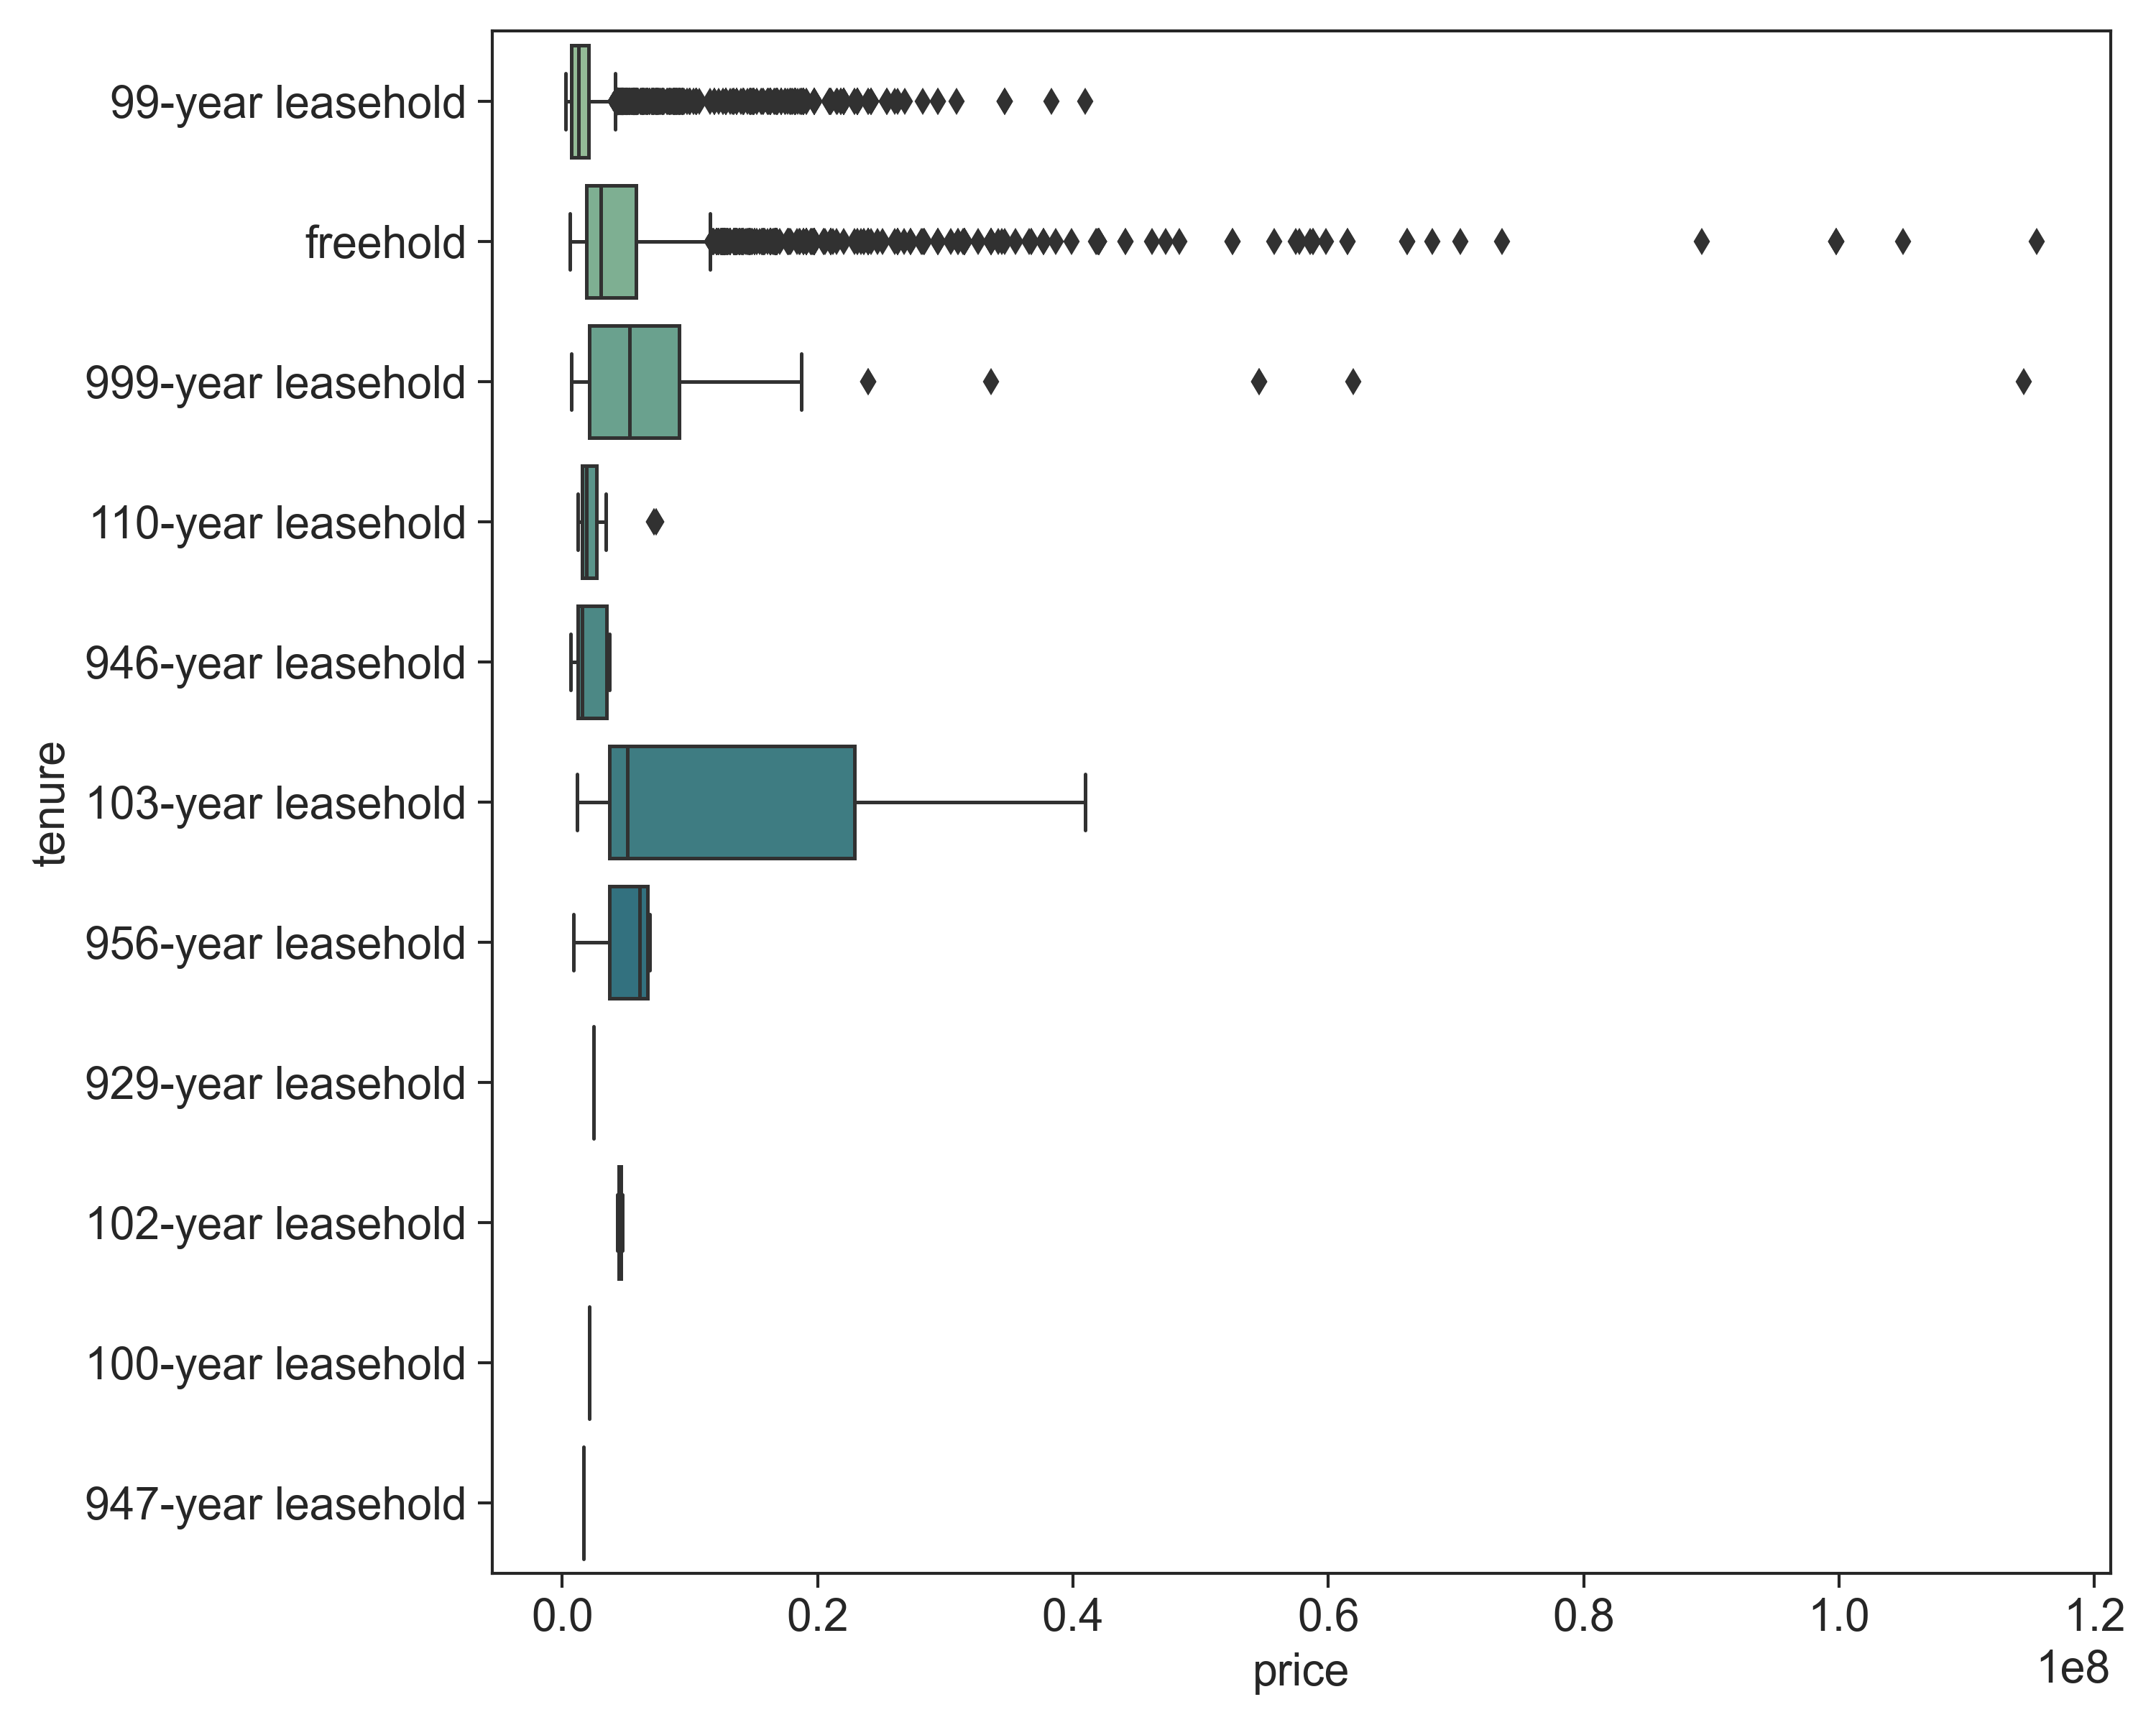 99-year leasehold
freehold
999-year leasehold
110-year leasehold
946-year leasehold
103-year leasehold
956-year leasehold
929-year leasehold
102-year leasehold
100-year leasehold
947-year leasehold
tenure
0.0 0.2 0.4 0.6 0.8 1.0 1.2
price
1e8